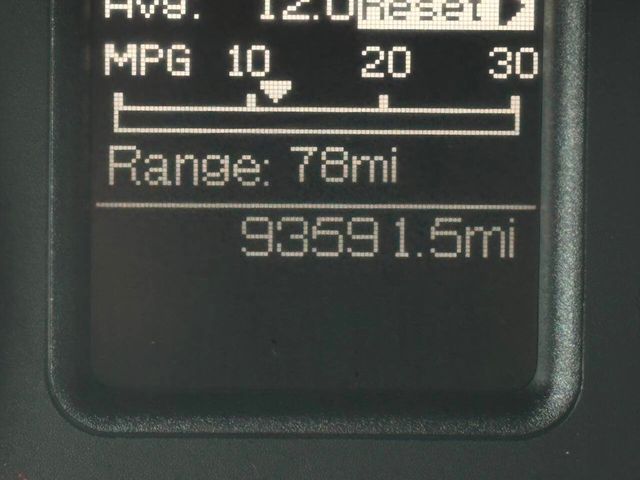 Avg. 12.0 Reset
MPG 10 20 30
Range: 78mi
93591.5mi